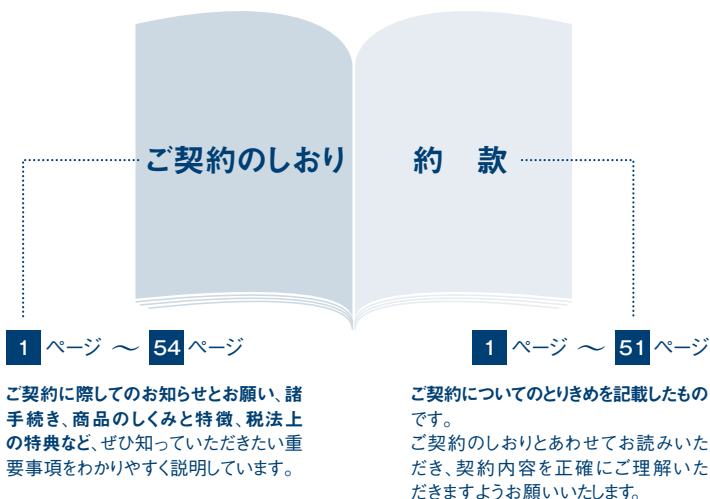 ご契約のしおり
約 款
1 ページ ～ 54 ページ
ご契約に際してのお知らせとお願い、諸
手続き、商品のしくみと特徴、税法上
の特典など、ぜひ知っていただきたい重
要事項をわかりやすく説明しています。
1 ページ ～ 51 ページ
ご契約についてのとりきめを記載したもの
です。
ご契約のしおりとあわせてお読みいた
だき、契約内容を正確にご理解いた
だきますようお願いいたします。